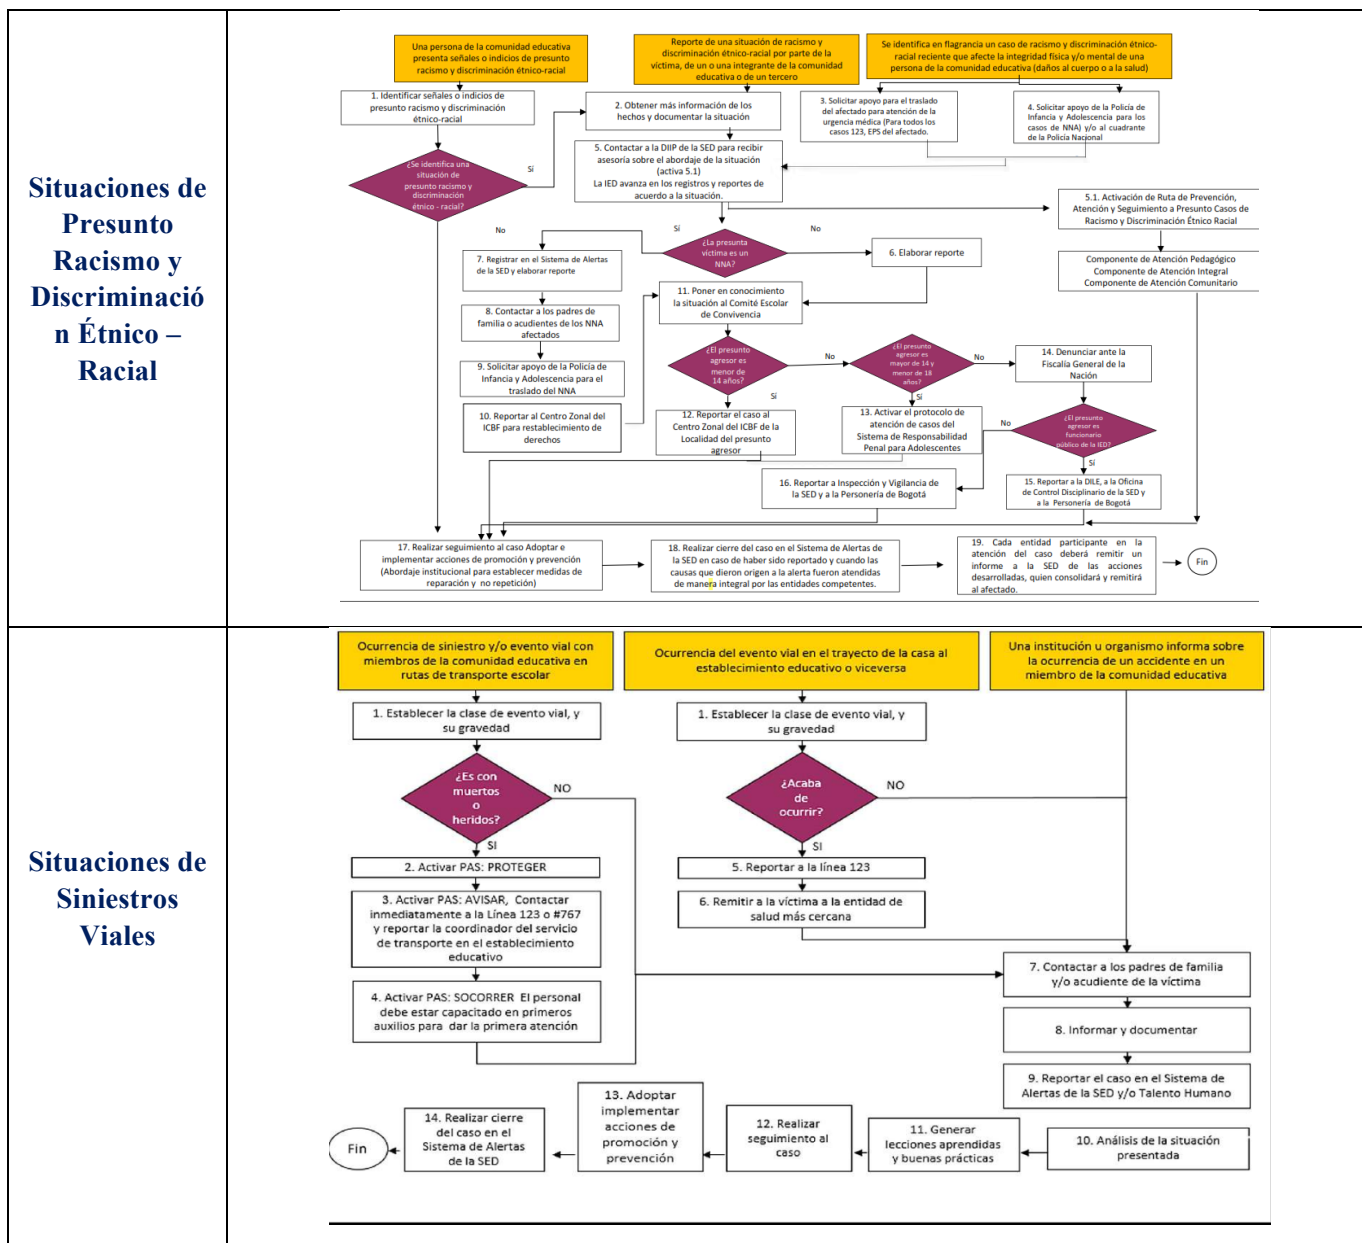 Situaciones de
Presunto
Racismo y
Discriminació
n Étnico –
Racial
Una persona de la comunidad educativa
presenta señales o indicios de presunto
racismo y discriminación étnico-racial
Reporte de una situación de racismo y
discriminación étnico-racial por parte de la
víctima, de un o una integrante de la comunidad
educativa o de un tercero
Se identifica en flagrancia un caso de racismo y discriminación étnico-
racial reciente que afecte la integridad física y/o mental de una
persona de la comunidad educativa (daños al cuerpo o a la salud)
1. Identificar señales o indicios de
presunto racismo y discriminación
étnico-racial
2. Obtener más información de los
hechos y documentar la situación
3. Solicitar apoyo para el traslado
del afectado para atención de la
urgencia médica (Para todos los
casos 123, EPS del afectado.
4. Solicitar apoyo de la Policía de
Infancia y Adolescencia para los
casos de NNA) y/o al cuadrante
de la Policía Nacional
¿Se identifica una
situación de
presunto racismo y
discriminación
étnico - racial?
Sí
No
5. Contactar a la DIIP de la SED para recibir
asesoría sobre el abordaje de la situación
(activa 5.1)
La IED avanza en los registros y reportes de
acuerdo a la situación.
5.1. Activación de Ruta de Prevención,
Atención y Seguimiento a Presunto Casos de
Racismo y Discriminación Étnico Racial
Componente de Atención Pedagógico
Componente de Atención Integral
Componente de Atención Comunitario
¿La presunta
víctima es un
NNA?
Sí
No
6. Elaborar reporte
7. Registrar en el Sistema de Alertas
de la SED y elaborar reporte
8. Contactar a los padres de
familia o acudientes de los NNA
afectados
9. Solicitar apoyo de la Policía de
Infancia y Adolescencia para el
traslado del NNA
10. Reportar al Centro Zonal del
ICBF para restablecimiento de
derechos
11. Poner en conocimiento
la situación al Comité Escolar
de Convivencia
¿El presunto
agresor es
menor de
14 años?
No
Sí
12. Reportar el caso al
Centro Zonal del ICBF de la
Localidad del presunto
agresor
¿El presunto
agresor es
mayor de 14 y
menor de 18
años?
No
Sí
13. Activar el protocolo de
atención de casos del
Sistema de Responsabilidad
Penal para Adolescentes
14. Denunciar ante la
Fiscalía General de la
Nación
¿El presunto
agresor es
funcionario
público de la IED?
No
Sí
15. Reportar a la DILE, a la Oficina
de Control Disciplinario de la SED y
a la Personería de Bogotá
16. Reportar a Inspección y Vigilancia de
la SED y a la Personería de Bogotá
17. Realizar seguimiento al caso Adoptar e
implementar acciones de promoción y prevención
(Abordaje institucional para establecer medidas de
reparación y no repetición)
18. Realizar cierre del caso en el Sistema de Alertas de
la SED en caso de haber sido reportado y cuando las
causas que dieron origen a la alerta fueron atendidas
de manera integral por las entidades competentes.
19. Cada entidad participante en la
atención del caso deberá remitir un
informe a la SED de las acciones
desarrolladas, quien consolidará y remitirá
al afectado.
Fin
Situaciones de
Siniestros
Viales
Ocurrencia de siniestro y/o evento vial con
miembros de la comunidad educativa en
rutas de transporte escolar
Ocurrencia del evento vial en el trayecto de la casa al
establecimiento educativo o viceversa
Una institución u organismo informa sobre
la ocurrencia de un accidente en un
miembro de la comunidad educativa
1. Establecer la clase de evento vial, y
su gravedad
¿Es con
muertos
o
heridos?
NO
SI
2. Activar PAS: PROTEGER
3. Activar PAS: AVISAR, Contactar
inmediatamente a la Línea 123 o #767
y reportar la coordinador del servicio
de transporte en el establecimiento
educativo
4. Activar PAS: SOCORRER El personal
debe estar capacitado en primeros
auxilios para dar la primera atención
1. Establecer la clase de evento vial, y
su gravedad
¿Acaba
de
ocurrir?
NO
SI
5. Reportar a la línea 123
6. Remitir a la víctima a la entidad de
salud más cercana
7. Contactar a los padres de familia
y/o acudiente de la víctima
8. Informar y documentar
9. Reportar el caso en el Sistema de
Alertas de la SED y/o Talento Humano
10. Análisis de la situación
presentada
11. Generar
lecciones aprendidas
y buenas prácticas
12. Realizar
seguimiento al
caso
13. Adoptar
implementar
acciones de
promoción y
prevención
14. Realizar cierre
del caso en el
Sistema de Alertas
de la SED
Fin